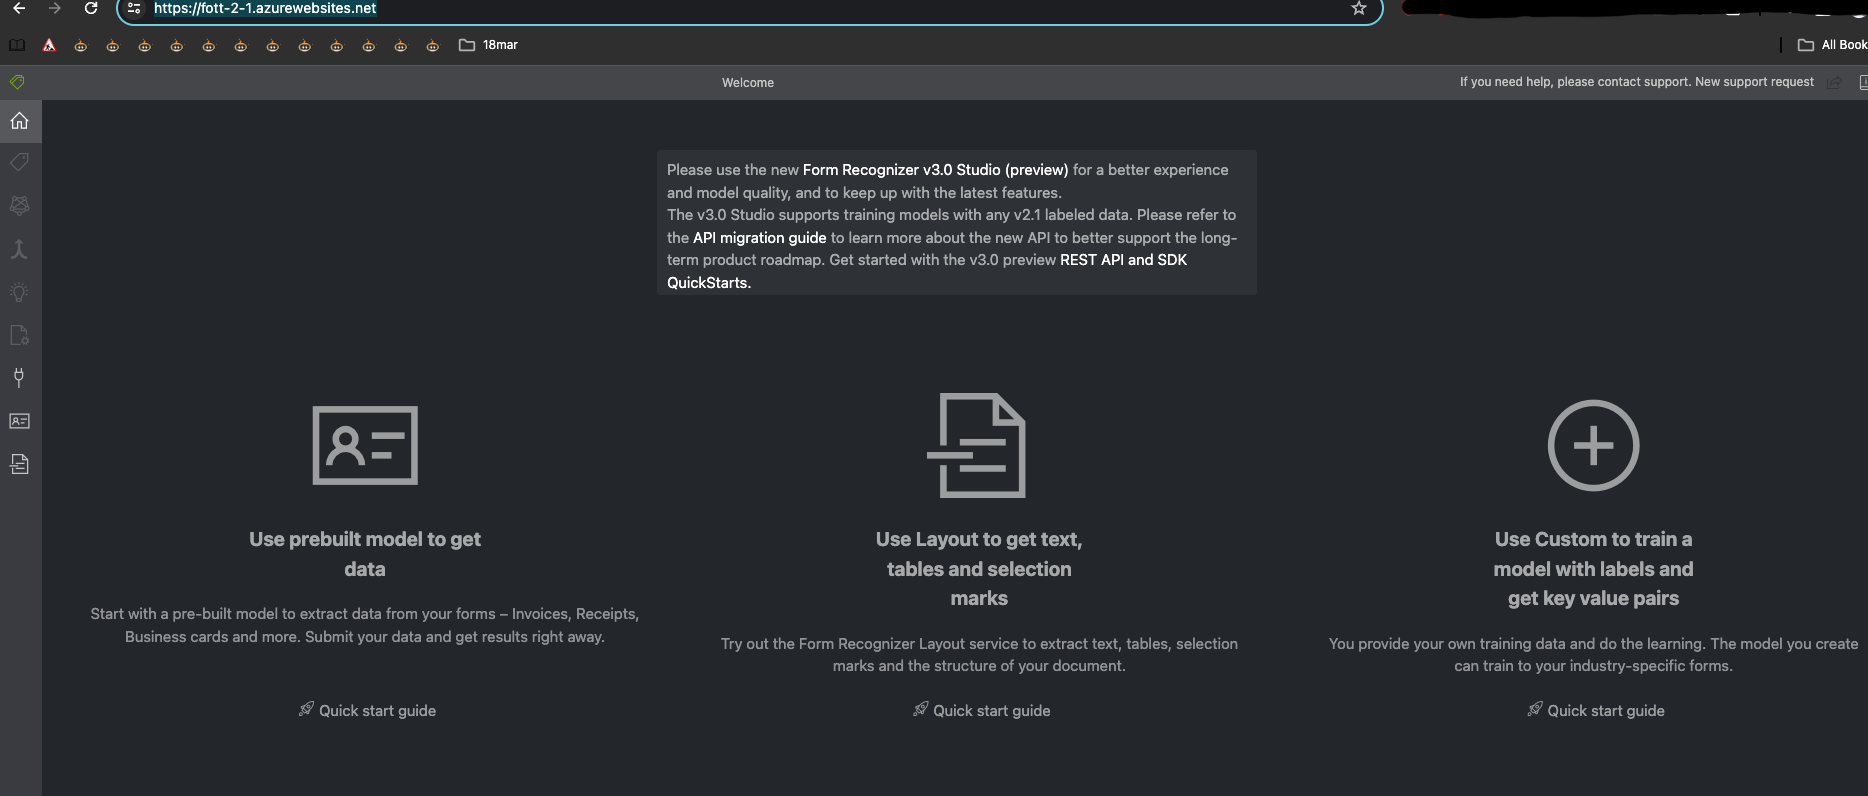 https://fott-2-1.azurewebsites.net
18mar
All Book
Welcome
If you need help, please contact support. New support request
Please use the new Form Recognizer v3.0 Studio (preview) for a better experience
and model quality, and to keep up with the latest features.
The v3.0 Studio supports training models with any v2.1 labeled data. Please refer to
the API migration guide to learn more about the new API to better support the long-
term product roadmap. Get started with the v3.0 preview REST API and SDK
QuickStarts.
Use prebuilt model to get
data
Start with a pre-built model to extract data from your forms – Invoices, Receipts,
Business cards and more. Submit your data and get results right away.
Quick start guide
Use Layout to get text,
tables and selection
marks
Try out the Form Recognizer Layout service to extract text, tables, selection
marks and the structure of your document.
Quick start guide
Use Custom to train a
model with labels and
get key value pairs
You provide your own training data and do the learning. The model you create
can train to your industry-specific forms.
Quick start guide